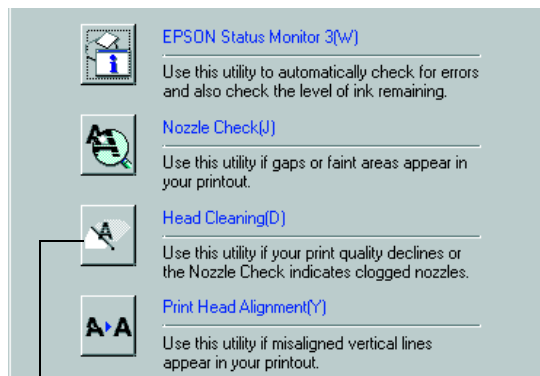 EPSON Status Monitor 3(W)
Use this utility to automatically check for errors
and also check the level of ink remaining.
Nozzle Check(J)
Use this utility if gaps or faint areas appear in
your printout.
Head Cleaning(D)
Use this utility if your print quality declines or
the Nozzle Check indicates clogged nozzles.
Print Head Alignment(Y)
Use this utility if misaligned vertical lines
appear in your printout.